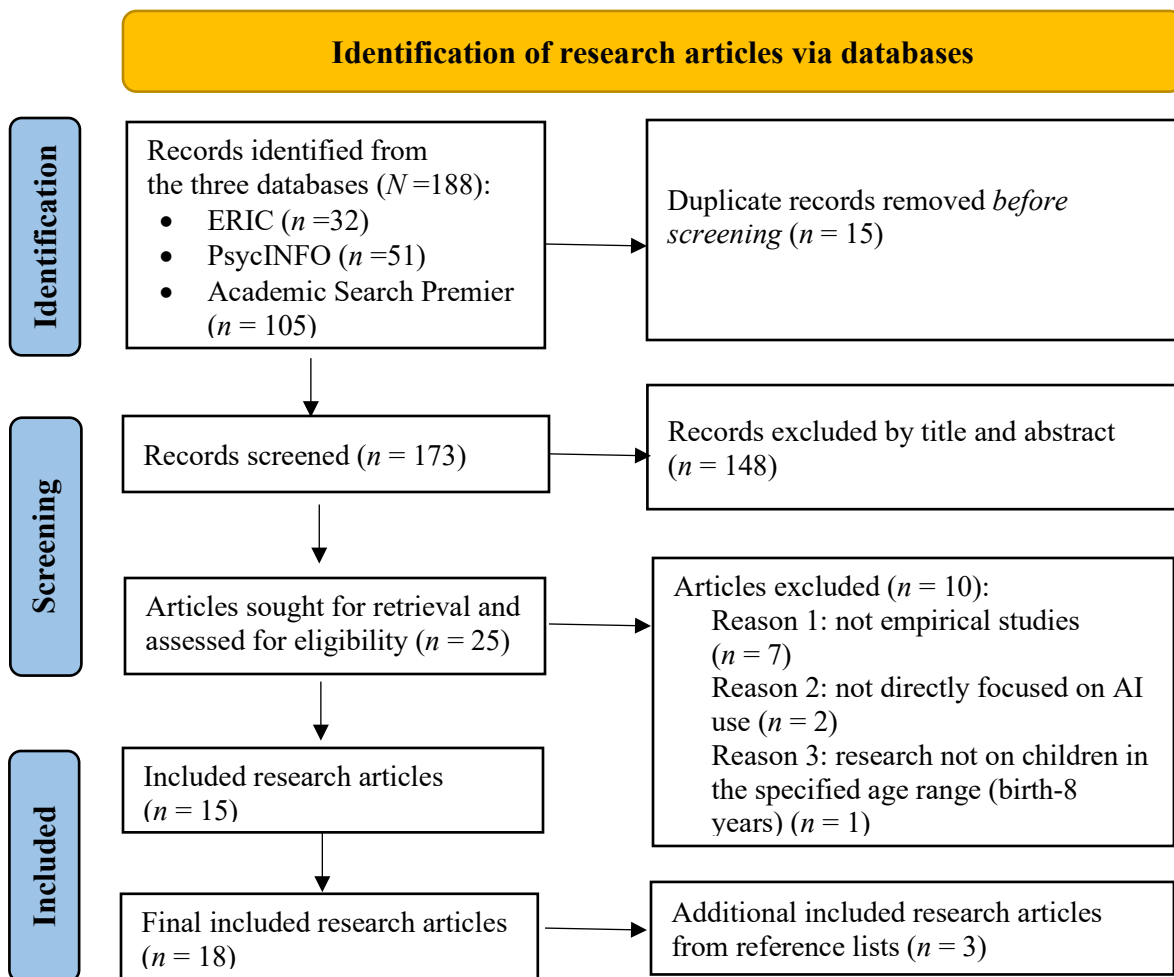 Identification of research articles via databases
Identification
Records identified from
the three databases (N =188):
• ERIC (n =32)
• PsycINFO (n =51)
• Academic Search Premier
(n = 105)
Duplicate records removed before
screening (n = 15)
Screening
Records screened (n = 173)
Records excluded by title and abstract
(n = 148)
Articles sought for retrieval and
assessed for eligibility (n = 25)
Articles excluded (n = 10):
Reason 1: not empirical studies
(n = 7)
Reason 2: not directly focused on AI
use (n = 2)
Reason 3: research not on children in
the specified age range (birth-8
years) (n = 1)
Included
Included research articles
(n = 15)
Final included research articles
(n = 18)
Additional included research articles
from reference lists (n = 3)